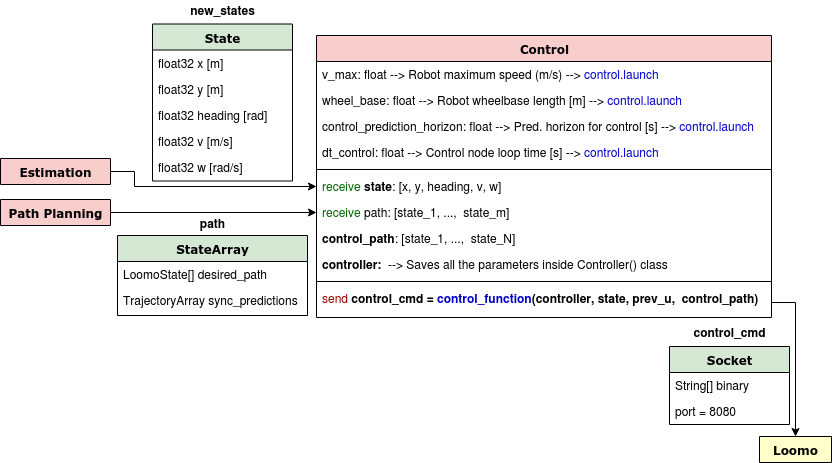 new_states
State
float32 x [m]
float32 y [m]
float32 heading [rad]
float32 v [m/s]
float32 w [rad/s]
Estimation
Path Planning
path
StateArray
LoomoState[] desired_path
TrajectoryArray sync_predictions
Control
v_max: float --> Robot maximum speed (m/s) --> control.launch
wheel_base: float --> Robot wheelbase length [m] --> control.launch
control_prediction_horizon: float --> Pred. horizon for control [s] --> control.launch
dt_control: float --> Control node loop time [s] --> control.launch
receive state: [x, y, heading, v, w]
receive path: [state_1, ..., state_m]
control_path: [state_1, ..., state_N]
controller: --> Saves all the parameters inside Controller() class
send control_cmd = control_function(controller, state, prev_u, control_path)
control_cmd
Socket
String[] binary
port = 8080
Loomo